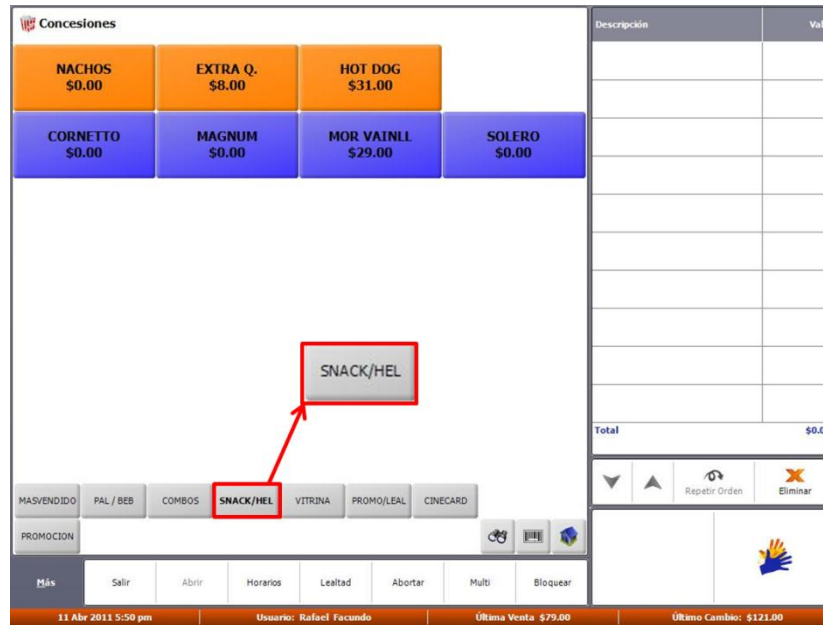 Concesiones
Descripción Val
NACHOS
$0.00
EXTRA Q.
$8.00
HOT DOG
$31.00
CORNETTO
$0.00
MAGNUM
$0.00
MOR VAINLL
$29.00
SOLERO
$0.00
SNACK/HEL
Total $0.0
MASVENDIDO PAL / BEB COMBOS SNACK/HEL VITRINA PROMO/LEAL CINECARD
Repetir Orden Eliminar
PROMOCION
Más Salir Abrir Horarios Lealtad Abortar Multi Bloquear
11 Abr 2011 5:50 pm Usuario: Rafael Facundo Última Venta $79.00 Último Cambio: $121.00